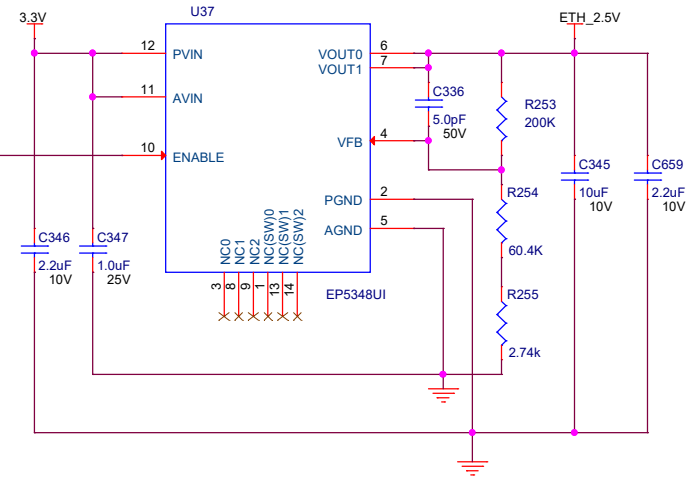 3.3V
U37
ETH_2.5V
12
PVIN
VOUT0
6
VOUT1
7
11
AVIN
C336
5.0pF
50V
R253
200K
VFB
4
10
ENABLE
C345
10uF
10V
C659
2.2uF
10V
PGND
2
R254
60.4K
AGND
5
C346
2.2uF
10V
C347
1.0uF
25V
NC0
NC1
NC2
NC(SW)0
NC(SW)1
NC(SW)2
3
8
9
1
13
14
EP5348UI
R255
2.74k